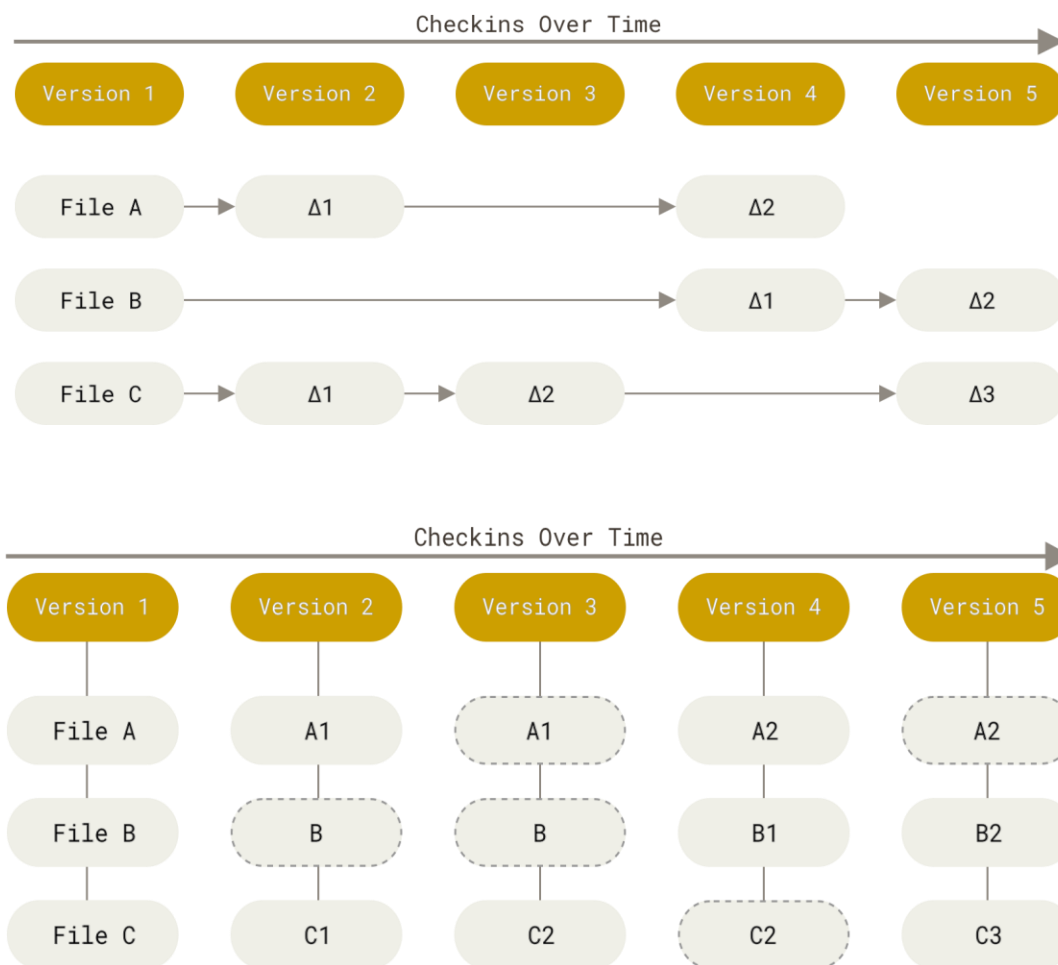 Checkins Over Time
Version 1 Version 2 Version 3 Version 4 Version 5
File A Δ1 Δ2
File B Δ1 Δ2
File C Δ1 Δ2 Δ3
Checkins Over Time
Version 1 Version 2 Version 3 Version 4 Version 5
File A A1 A1 A2 A2
File B B B B1 B2
File C C1 C2 C2 C3